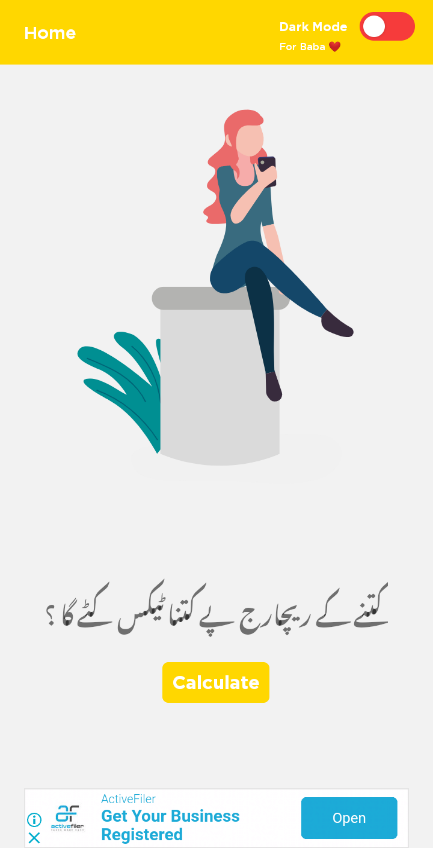 Home
Dark Mode
For Baba ❤️
کتنے کے ریچارج پے کتنا ٹیکس کٹے گا ؟
Calculate
ActiveFiler
Get Your Business
Registered
Open
activefiler